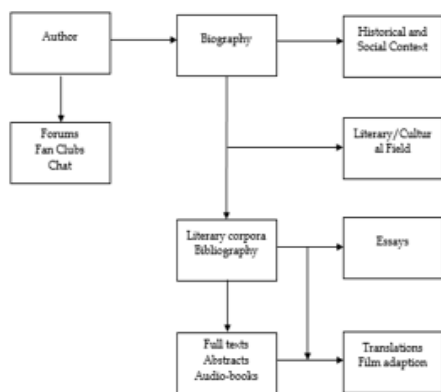 Author
Biography
Historical and
Social Context
Forums
Fan Clubs
Chat
Literary/Cultur
al Field
Literary corpora
Bibliography
Essays
Full texts
Abstracts
Audio-books
Translations
Film adaption